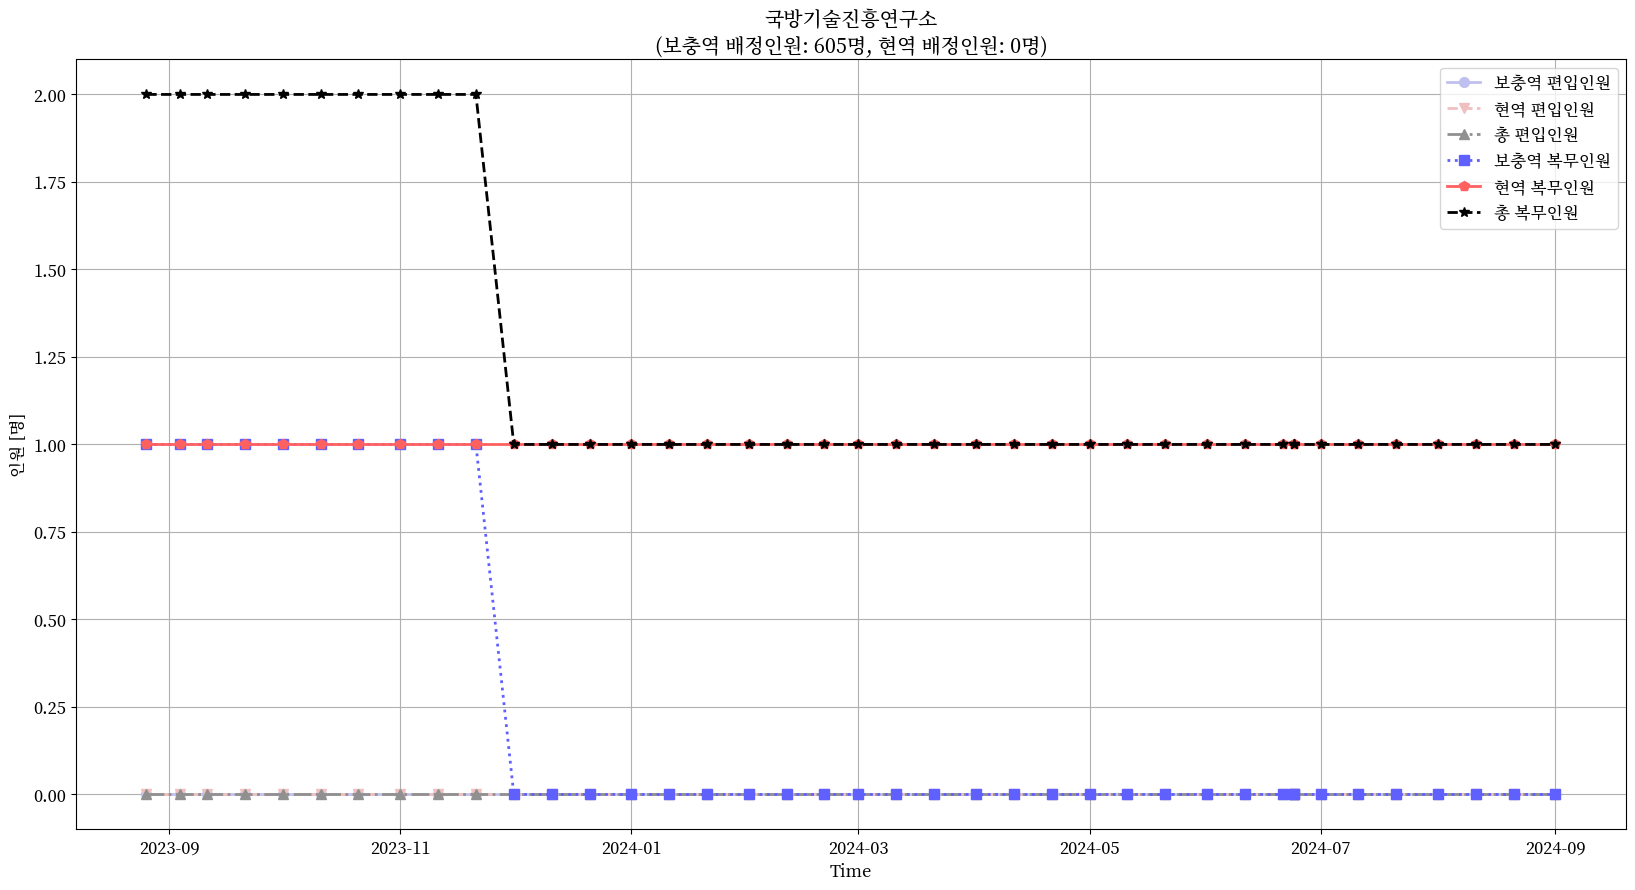 국방기술진흥연구소
(보충역 배정인원: 605명, 현역 배정인원: 0명)
보충역 편입인원
현역 편입인원
총 편입인원
보충역 복무인원
현역 복무인원
총 복무인원
2.00
1.75
1.50
1.25
1.00
0.75
0.50
0.25
0.00
인원 [명]
2023-09
2023-11
2024-01
2024-03
2024-05
2024-07
2024-09
Time